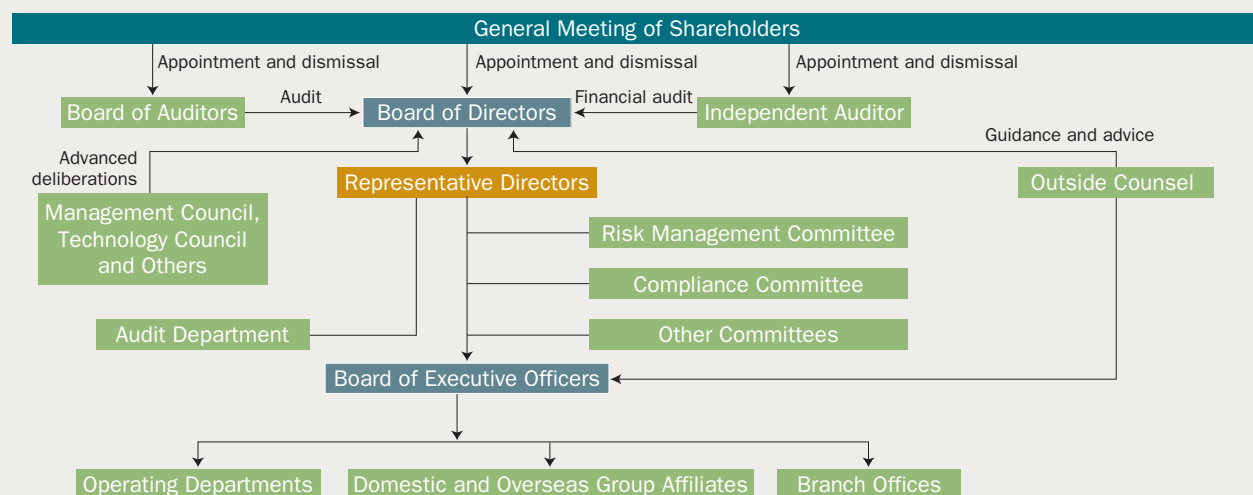 General Meeting of Shareholders
Appointment and dismissal
Appointment and dismissal
Appointment and dismissal
Board of Auditors
Audit
Board of Directors
Financial audit
Independent Auditor
Guidance and advice
Advanced
deliberations
Representative Directors
Outside Counsel
Management Council,
Technology Council
and Others
Risk Management Committee
Compliance Committee
Audit Department
Other Committees
Board of Executive Officers
Operating Departments
Domestic and Overseas Group Affiliates
Branch Offices